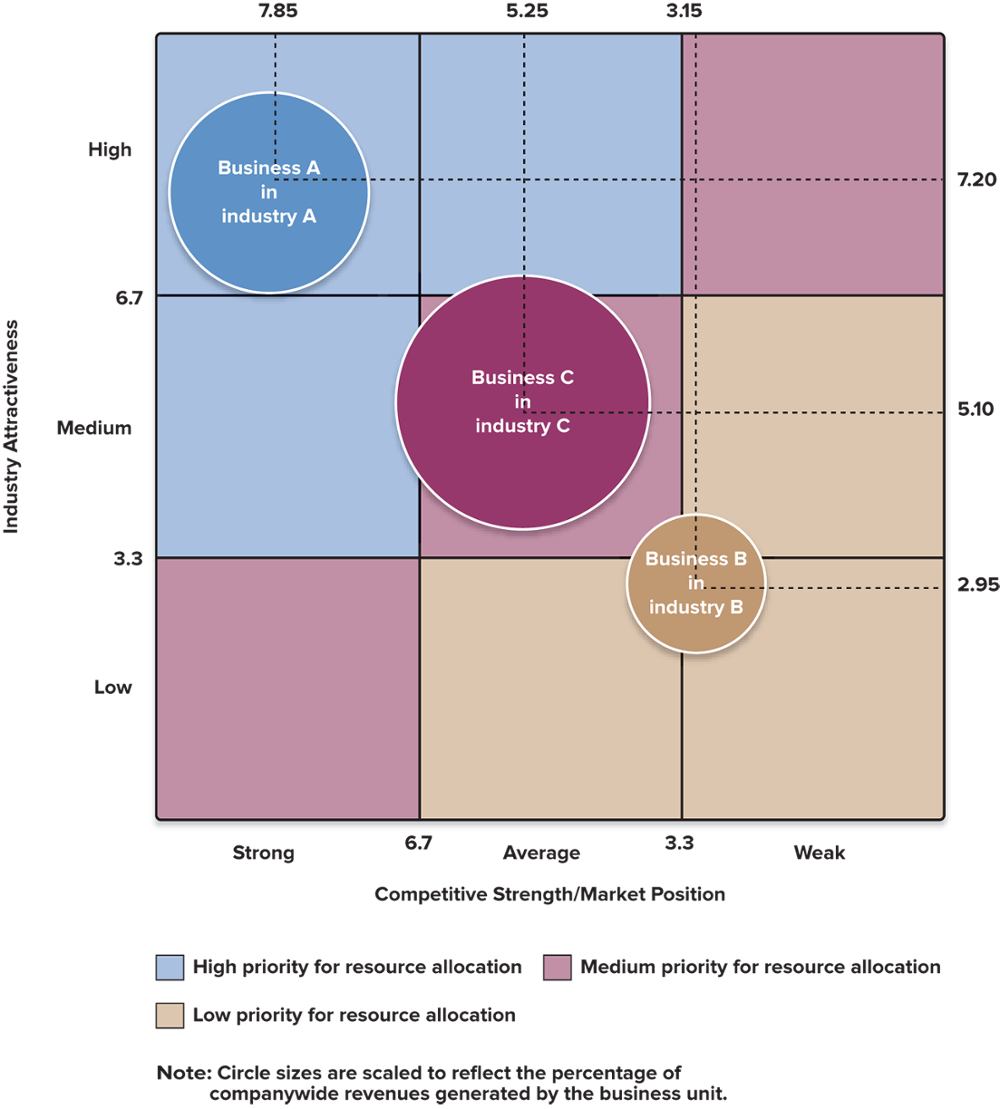 7.85 5.25 3.15
High
Business A
in
industry A
7.20
6.7
Industry Attractiveness
Medium
Business C
in
industry C
5.10
3.3
Business B
in
industry B
2.95
Low
6.7 3.3
Strong Average Weak
Competitive Strength/Market Position
High priority for resource allocation Medium priority for resource allocation
Low priority for resource allocation
Note: Circle sizes are scaled to reflect the percentage of
companywide revenues generated by the business unit.